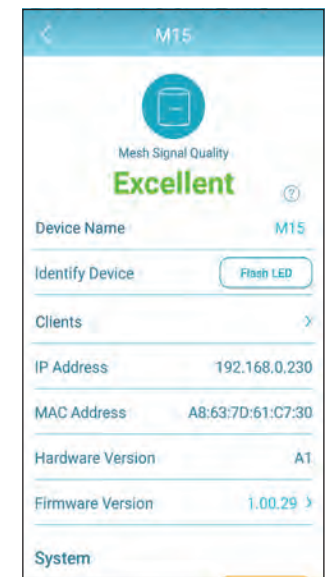 M15
Mesh Signal Quality
Excellent
?
Device Name M15
Identify Device Flash LED
Clients
IP Address 192.168.0.230
MAC Address A8:63:7D:61:C7:30
Hardware Version A1
Firmware Version 1.00.29
System